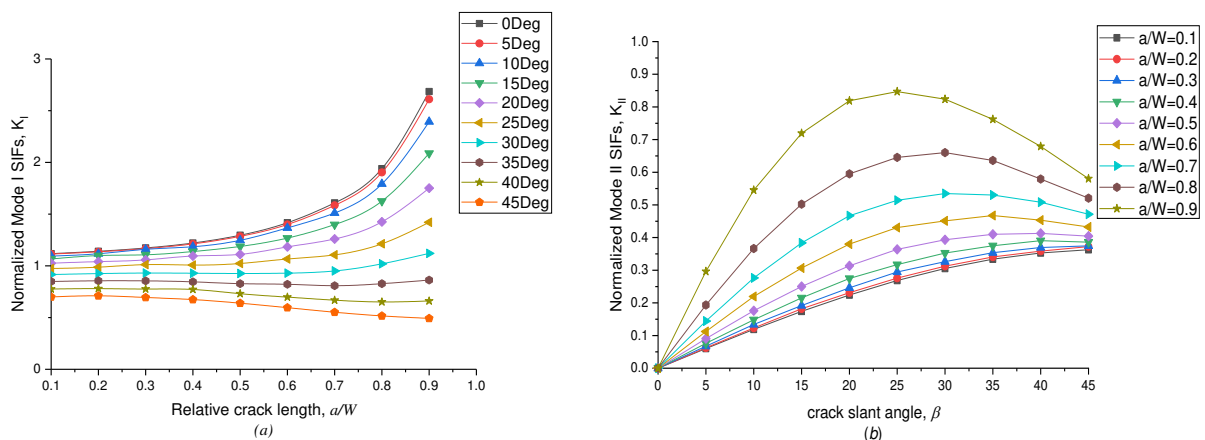 0Deg
5Deg
10Deg
15Deg
20Deg
25Deg
30Deg
35Deg
40Deg
45Deg
Normalized Mode I SIFs, K_I
3
2
1
0
0.1 0.2 0.3 0.4 0.5 0.6 0.7 0.8 0.9 1.0
Relative crack length, a/W
(a)
a/W=0.1
a/W=0.2
a/W=0.3
a/W=0.4
a/W=0.5
a/W=0.6
a/W=0.7
a/W=0.8
a/W=0.9
Normalized Mode II SIFs, K_II
1.0
0.9
0.8
0.7
0.6
0.5
0.4
0.3
0.2
0.1
0.0
0 5 10 15 20 25 30 35 40 45
crack slant angle, β
(b)